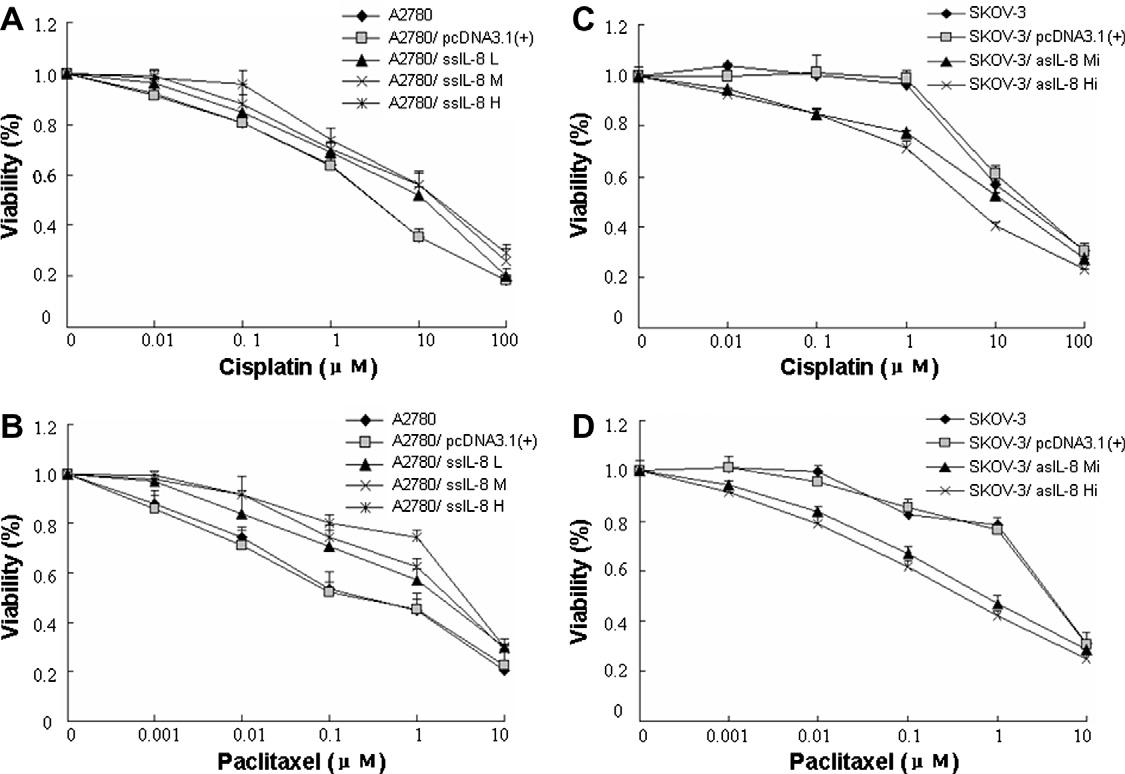 A
A2780
A2780/ pcDNA3.1(+)
A2780/ ssIL-8 L
A2780/ ssIL-8 M
A2780/ ssIL-8 H
1.2
1.0
0.8
0.6
0.4
0.2
0
Viability (%)
0 0.01 0.1 1 10 100
Cisplatin (μ M)
C
SKOV-3
SKOV-3/ pcDNA3.1(+)
SKOV-3/ asIL-8 Mi
SKOV-3/ asIL-8 Hi
1.2
1.0
0.8
0.6
0.4
0.2
0
Viability (%)
0 0.01 0.1 1 10 100
Cisplatin (μ M)
B
A2780
A2780/ pcDNA3.1(+)
A2780/ ssIL-8 L
A2780/ ssIL-8 M
A2780/ ssIL-8 H
1.2
1.0
0.8
0.6
0.4
0.2
0
Viability (%)
0 0.001 0.01 0.1 1 10
Paclitaxel (μ M)
D
SKOV-3
SKOV-3/ pcDNA3.1(+)
SKOV-3/ asIL-8 Mi
SKOV-3/ asIL-8 Hi
1.2
1.0
0.8
0.6
0.4
0.2
0
Viability (%)
0 0.001 0.01 0.1 1 10
Paclitaxel (μ M)